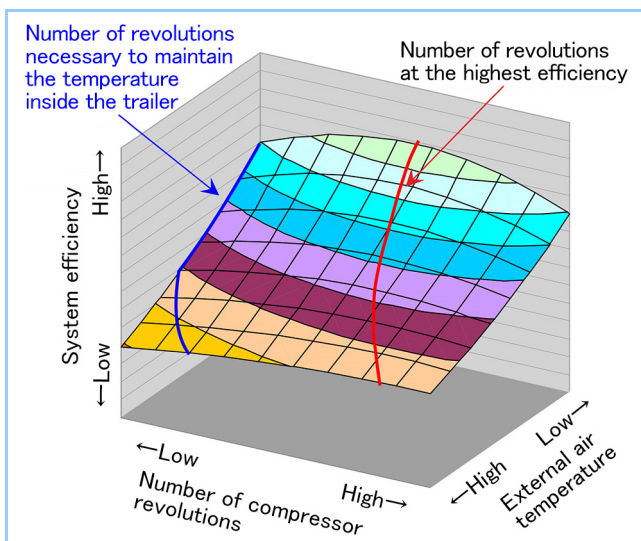 Number of revolutions
necessary to maintain
the temperature
inside the trailer
Number of revolutions
at the highest efficiency
System efficiency
High→
←Low
←Low
Number of compressor
revolutions
High→
Low→
←High
External air
temperature